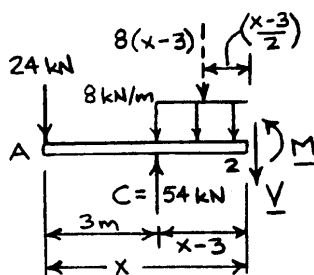 8(x-3)
(x-3)
2
24 kN
8 kN/m
A
2
M
V
C = 54 kN
3m
x-3
x